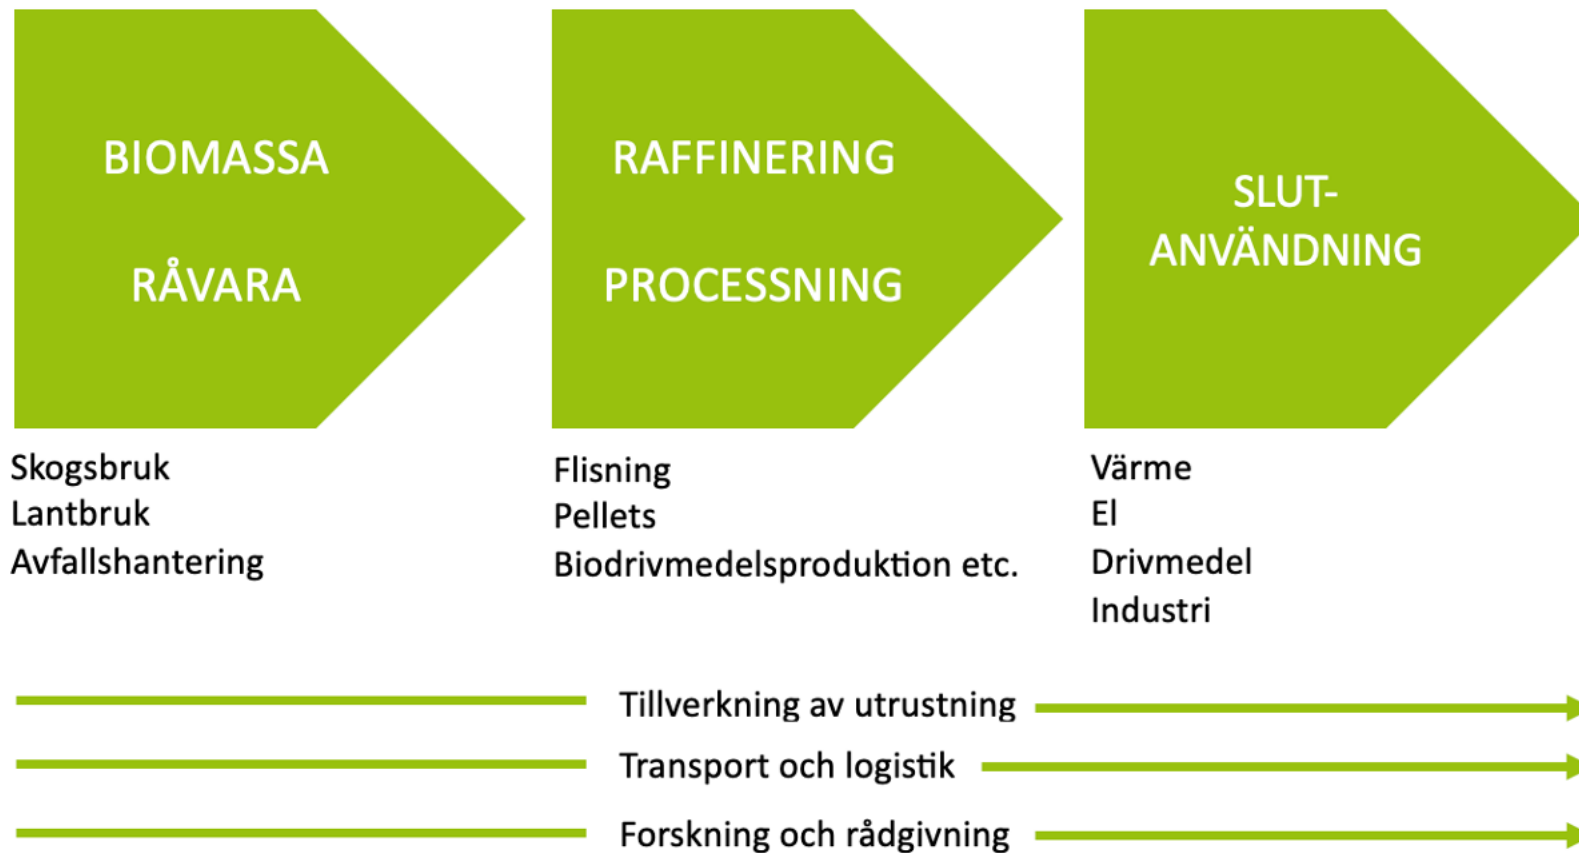 BIOMASSA
RÅVARA
Skogsbruk
Lantbruk
Avfallshantering
RAFFINERING
PROCESSNING
Flisning
Pellets
Biodrivmedelsproduktion etc.
SLUT-
ANVÄNDNING
Värme
El
Drivmedel
Industri
Tillverkning av utrustning
Transport och logistik
Forskning och rådgivning